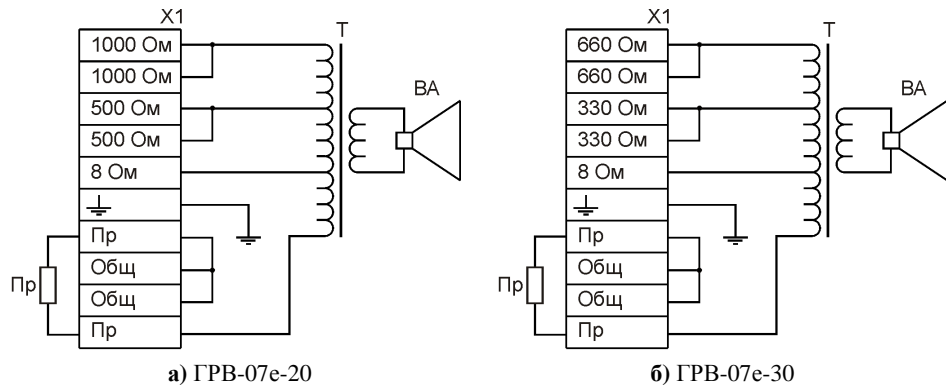 X1
1000 Ом
1000 Ом
500 Ом
500 Ом
8 Ом
Пр
Общ
Общ
Пр
Пр
T
BA
а) ГРВ-07е-20
X1
660 Ом
660 Ом
330 Ом
330 Ом
8 Ом
Пр
Общ
Общ
Пр
Пр
T
BA
б) ГРВ-07е-30